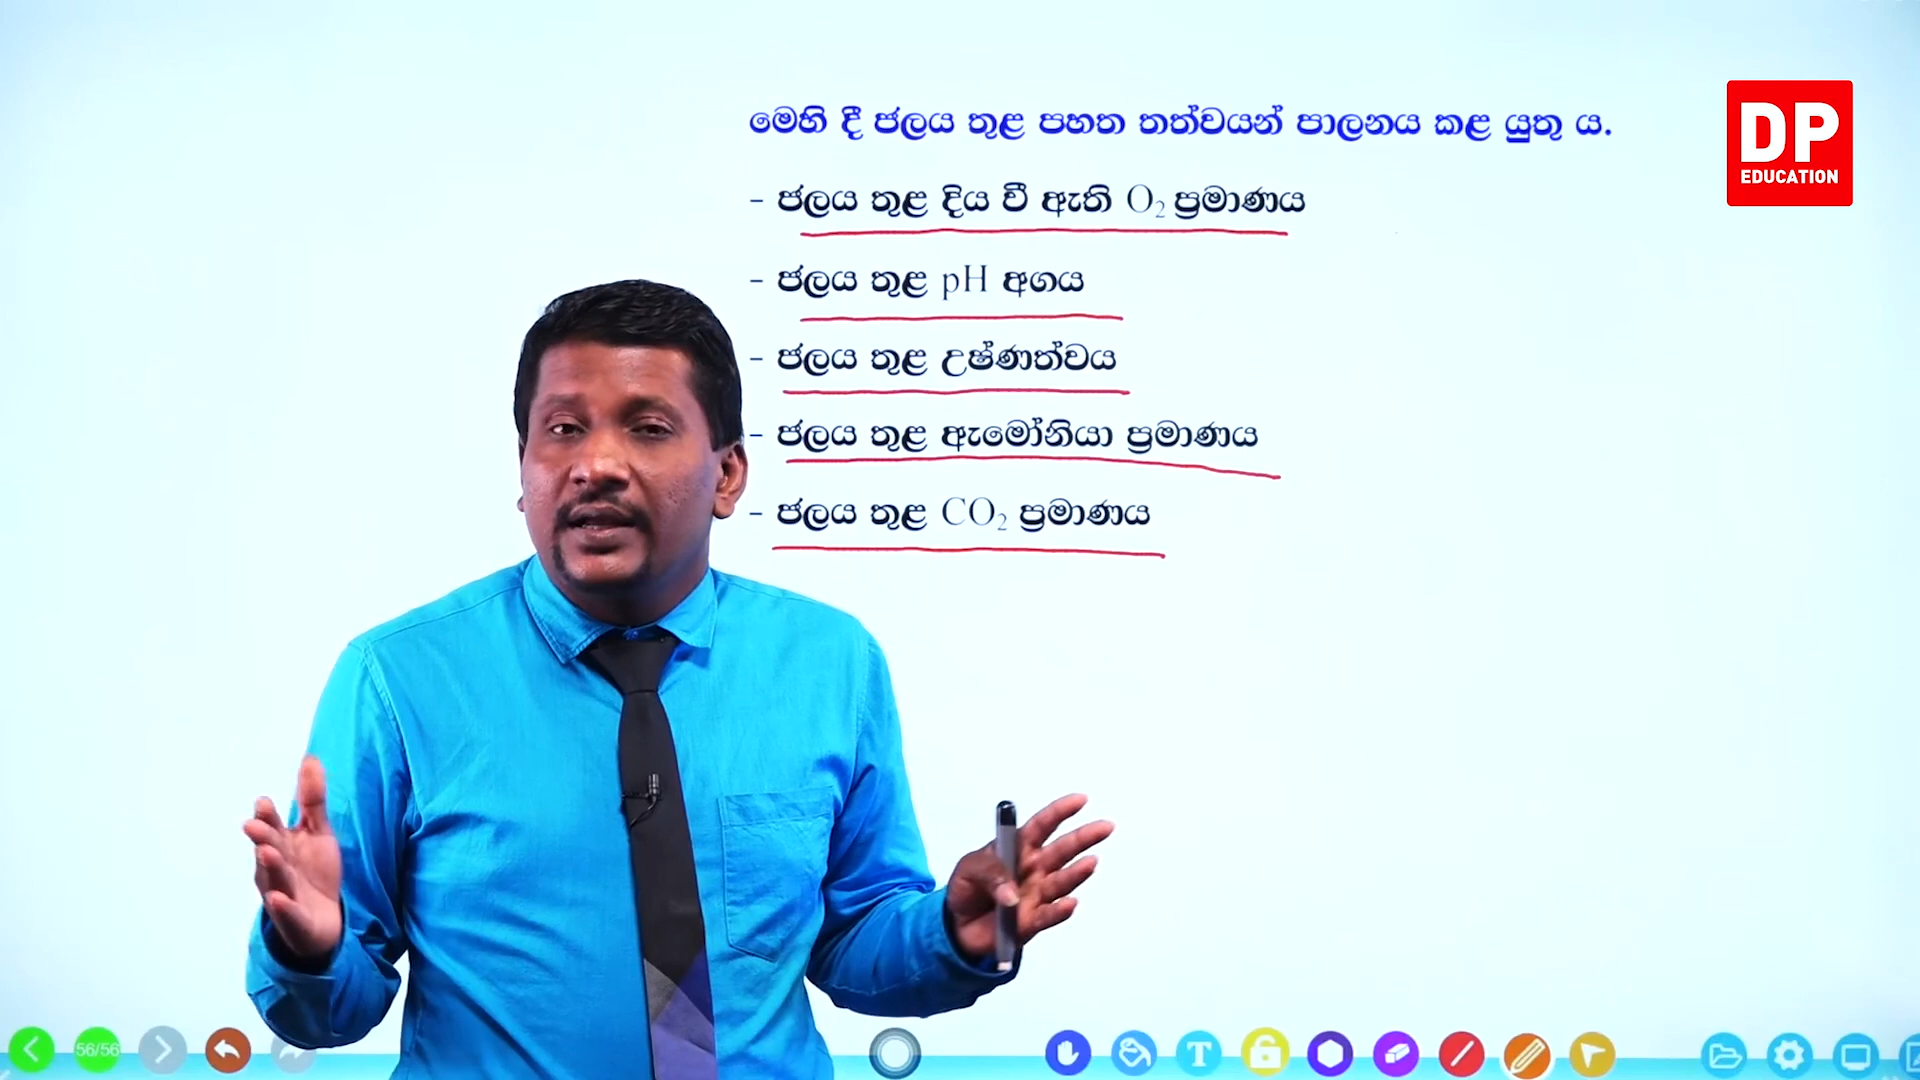 මෙහි දී ජලය තුළ පහත තත්වයන් පාලනය කළ යුතු ය.
DP
EDUCATION
- ජලය තුළ දිය වී ඇති O₂ ප්‍රමාණය
- ජලය තුළ pH අගය
- ජලය තුළ උෂ්ණත්වය
- ජලය තුළ ඇමෝනියා ප්‍රමාණය
- ජලය තුළ CO₂ ප්‍රමාණය
56/56
T